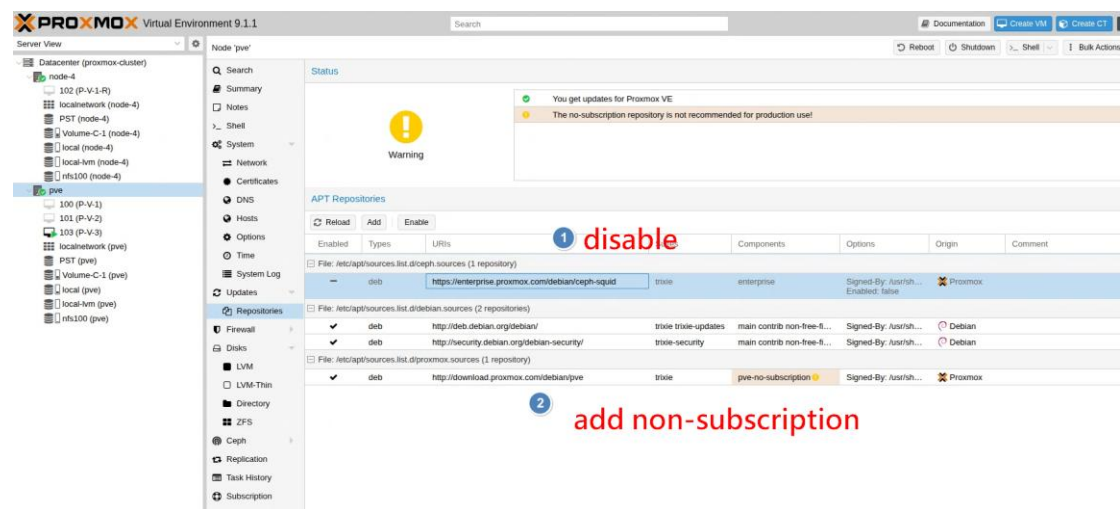 PROXMOX Virtual Environment 9.1.1
Search
Documentation
Create VM
Create CT
Server View
Node 'pve'
Reboot
Shutdown
Shell
Bulk Actions
Datacenter (proxmox-cluster)
node-4
102 (P-V-1-R)
localnetwork (node-4)
PST (node-4)
Volume-C-1 (node-4)
local (node-4)
local-lvm (node-4)
nfs100 (node-4)
pve
100 (P-V-1)
101 (P-V-2)
103 (P-V-3)
localnetwork (pve)
PST (pve)
Volume-C-1 (pve)
local (pve)
local-lvm (pve)
nfs100 (pve)
Search
Summary
Notes
>_ Shell
System
Network
Certificates
DNS
Hosts
Options
Time
System Log
Updates
Repositories
Firewall
Disks
LVM
LVM-Thin
Directory
ZFS
Ceph
Replication
Task History
Subscription
Status
Warning
You get updates for Proxmox VE
The no-subscription repository is not recommended for production use!
APT Repositories
Reload Add Enable
1 disable
Enabled Types URIs Components Options Origin Comment
File: /etc/apt/sources.list.d/ceph.sources (1 repository)
deb https://enterprise.proxmox.com/debian/ceph-squid trixie enterprise Signed-By: /usr/sh... Proxmox
Enabled: false
File: /etc/apt/sources.list.d/debian.sources (2 repositories)
deb http://deb.debian.org/debian/ trixie trixie-updates main contrib non-free-fi... Signed-By: /usr/sh... Debian
deb http://security.debian.org/debian-security/ trixie-security main contrib non-free-fi... Signed-By: /usr/sh... Debian
File: /etc/apt/sources.list.d/proxmox.sources (1 repository)
deb http://download.proxmox.com/debian/pve trixie pve-no-subscription Signed-By: /usr/sh... Proxmox
2
add non-subscription